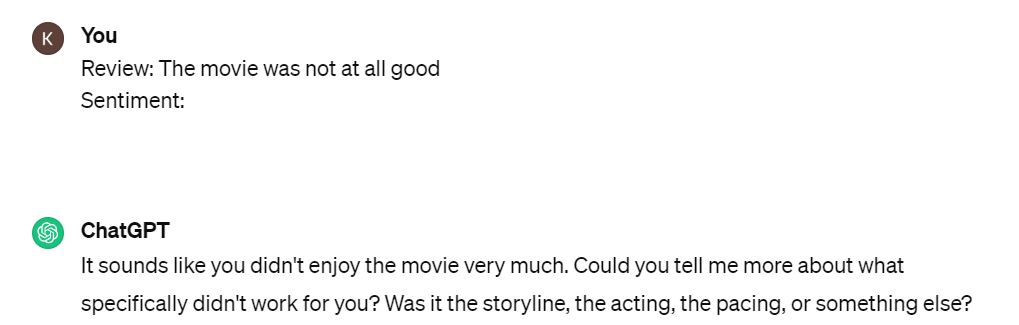 K
You
Review: The movie was not at all good
Sentiment:
ChatGPT
It sounds like you didn't enjoy the movie very much. Could you tell me more about what
specifically didn't work for you? Was it the storyline, the acting, the pacing, or something else?